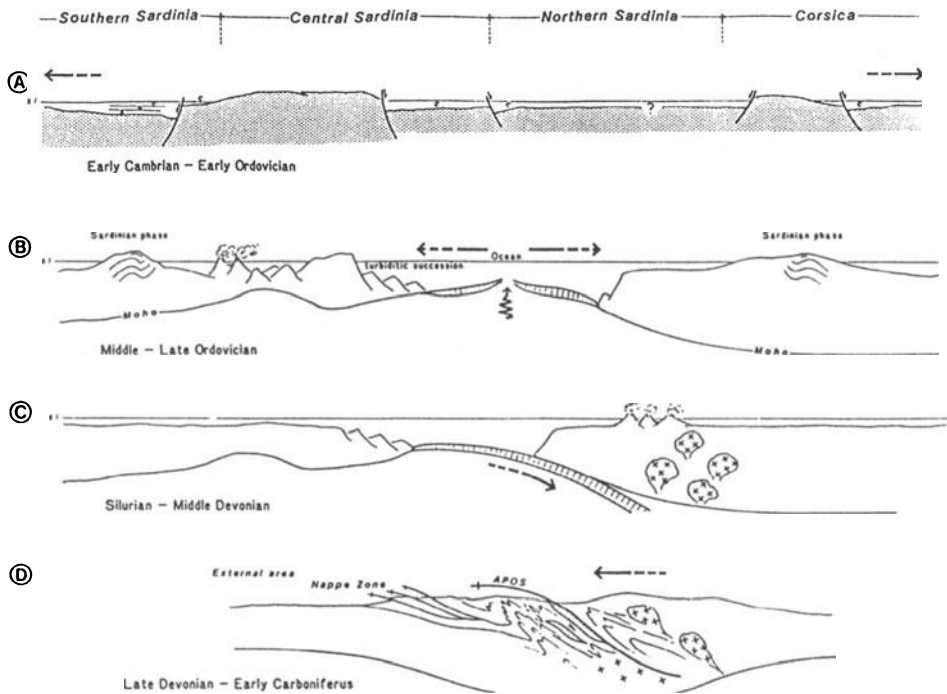 Southern Sardinia Central Sardinia Northern Sardinia Corsica
A
?
Early Cambrian – Early Ordovician
B
Sardinian phase Ocean Sardinian phase
turbiditic succession
Moho
Moho
Middle – Late Ordovician
C
Silurian – Middle Devonian
D
External area
Nappe Zone
APOS
Late Devonian – Early Carboniferus